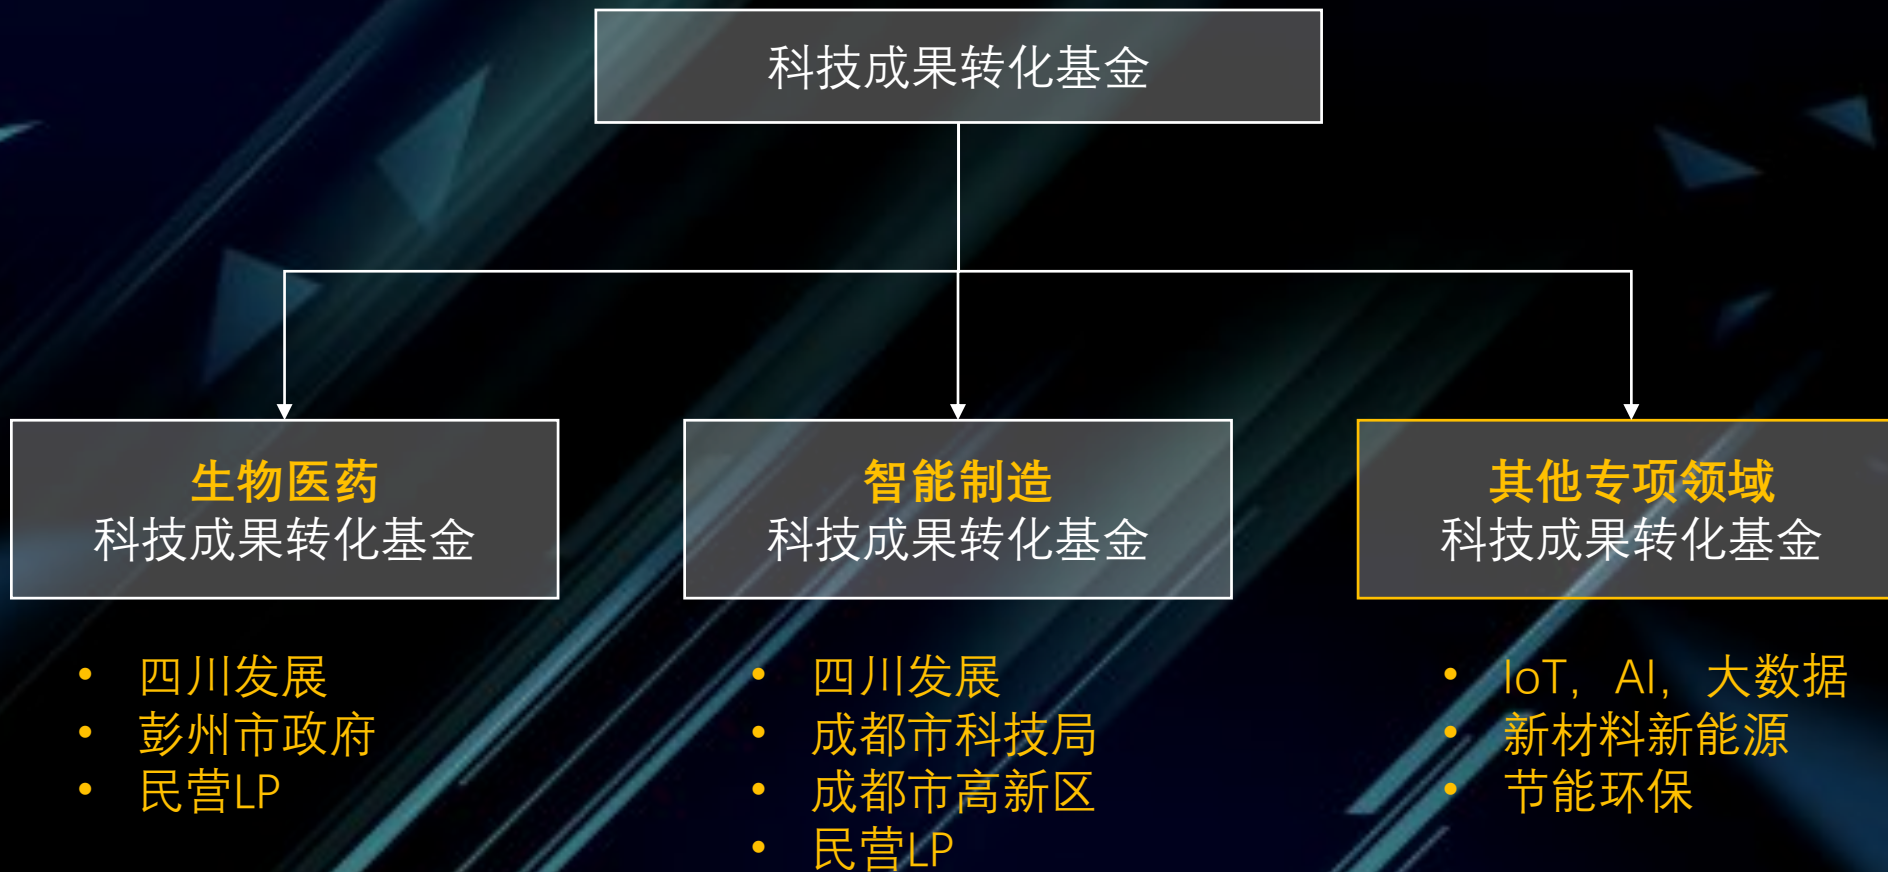 科技成果转化基金
生物医药
科技成果转化基金
• 四川发展
• 彭州市政府
• 民营LP
智能制造
科技成果转化基金
• 四川发展
• 成都市科技局
• 成都市高新区
• 民营LP
其他专项领域
科技成果转化基金
• IoT，AI，大数据
• 新材料新能源
• 节能环保